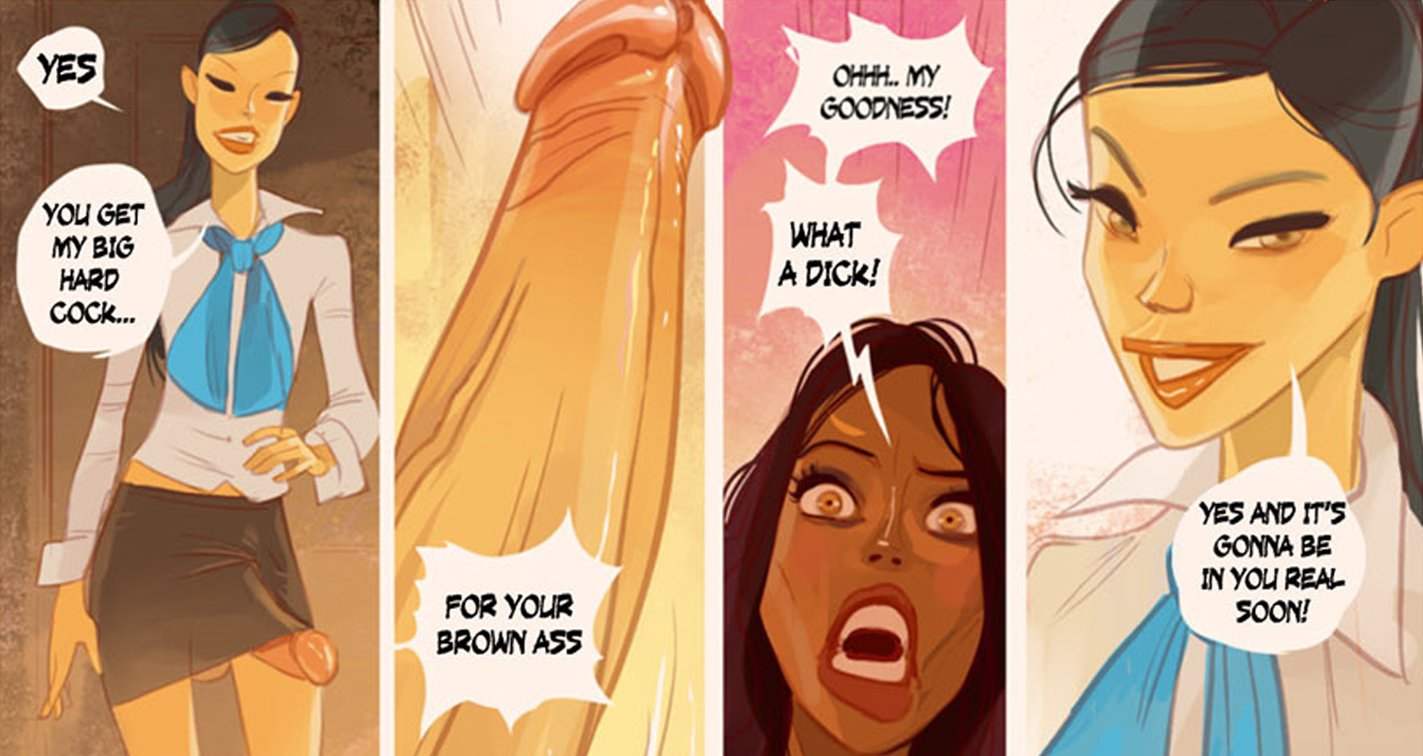 YES
YOU GET
MY BIG
HARD
COCK...
FOR YOUR
BROWN ASS
OHHH.. MY
GOODNESS!
WHAT
A DICK!
YES AND IT'S
GONNA BE
IN YOU REAL
SOON!